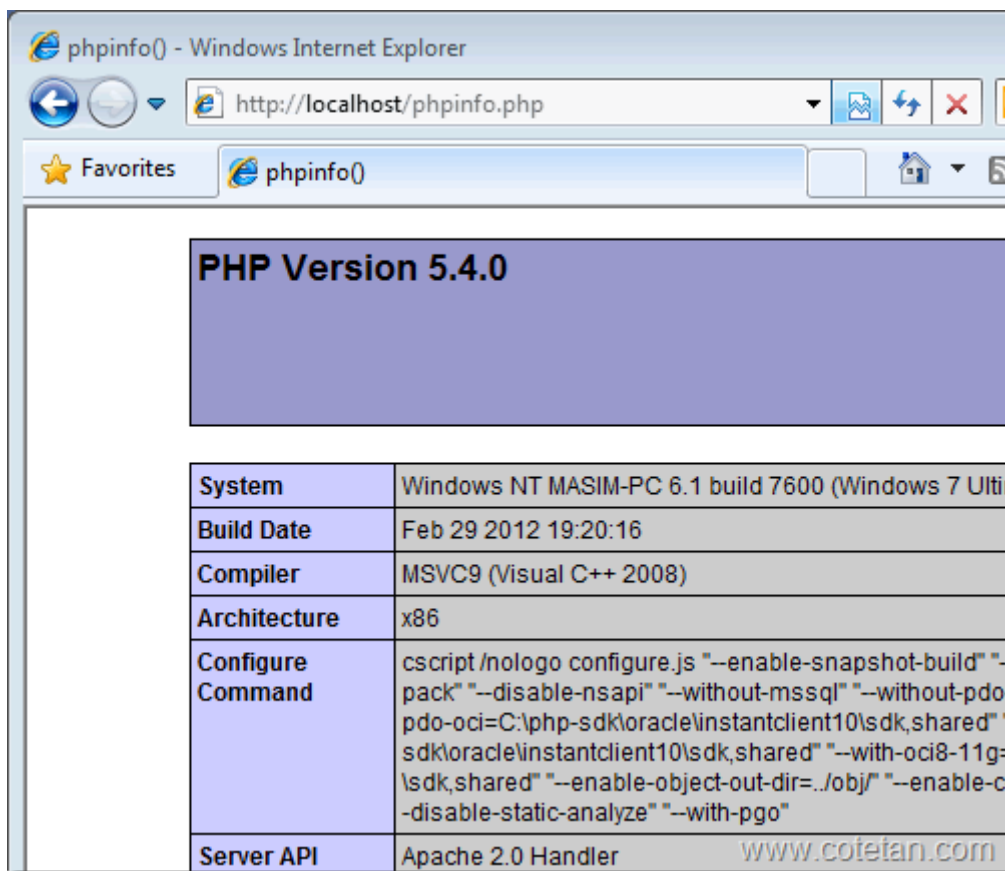 phpinfo() - Windows Internet Explorer
http://localhost/phpinfo.php
Favorites
phpinfo()
PHP Version 5.4.0
System Windows NT MASIM-PC 6.1 build 7600 (Windows 7 Ulti
Build Date Feb 29 2012 19:20:16
Compiler MSVC9 (Visual C++ 2008)
Architecture x86
Configure Command cscript /nologo configure.js "--enable-snapshot-build" "-
pack" "--disable-nsapi" "--without-mssql" "--without-pdo
pdo-oci=C:\php-sdk\oracle\instantclient10\sdk,shared" "
sdk\oracle\instantclient10\sdk,shared" "--with-oci8-11g=
\sdk,shared" "--enable-object-out-dir=../obj/" "--enable-c
-disable-static-analyze" "--with-pgo"
Server API Apache 2.0 Handler
www.cotetan.com